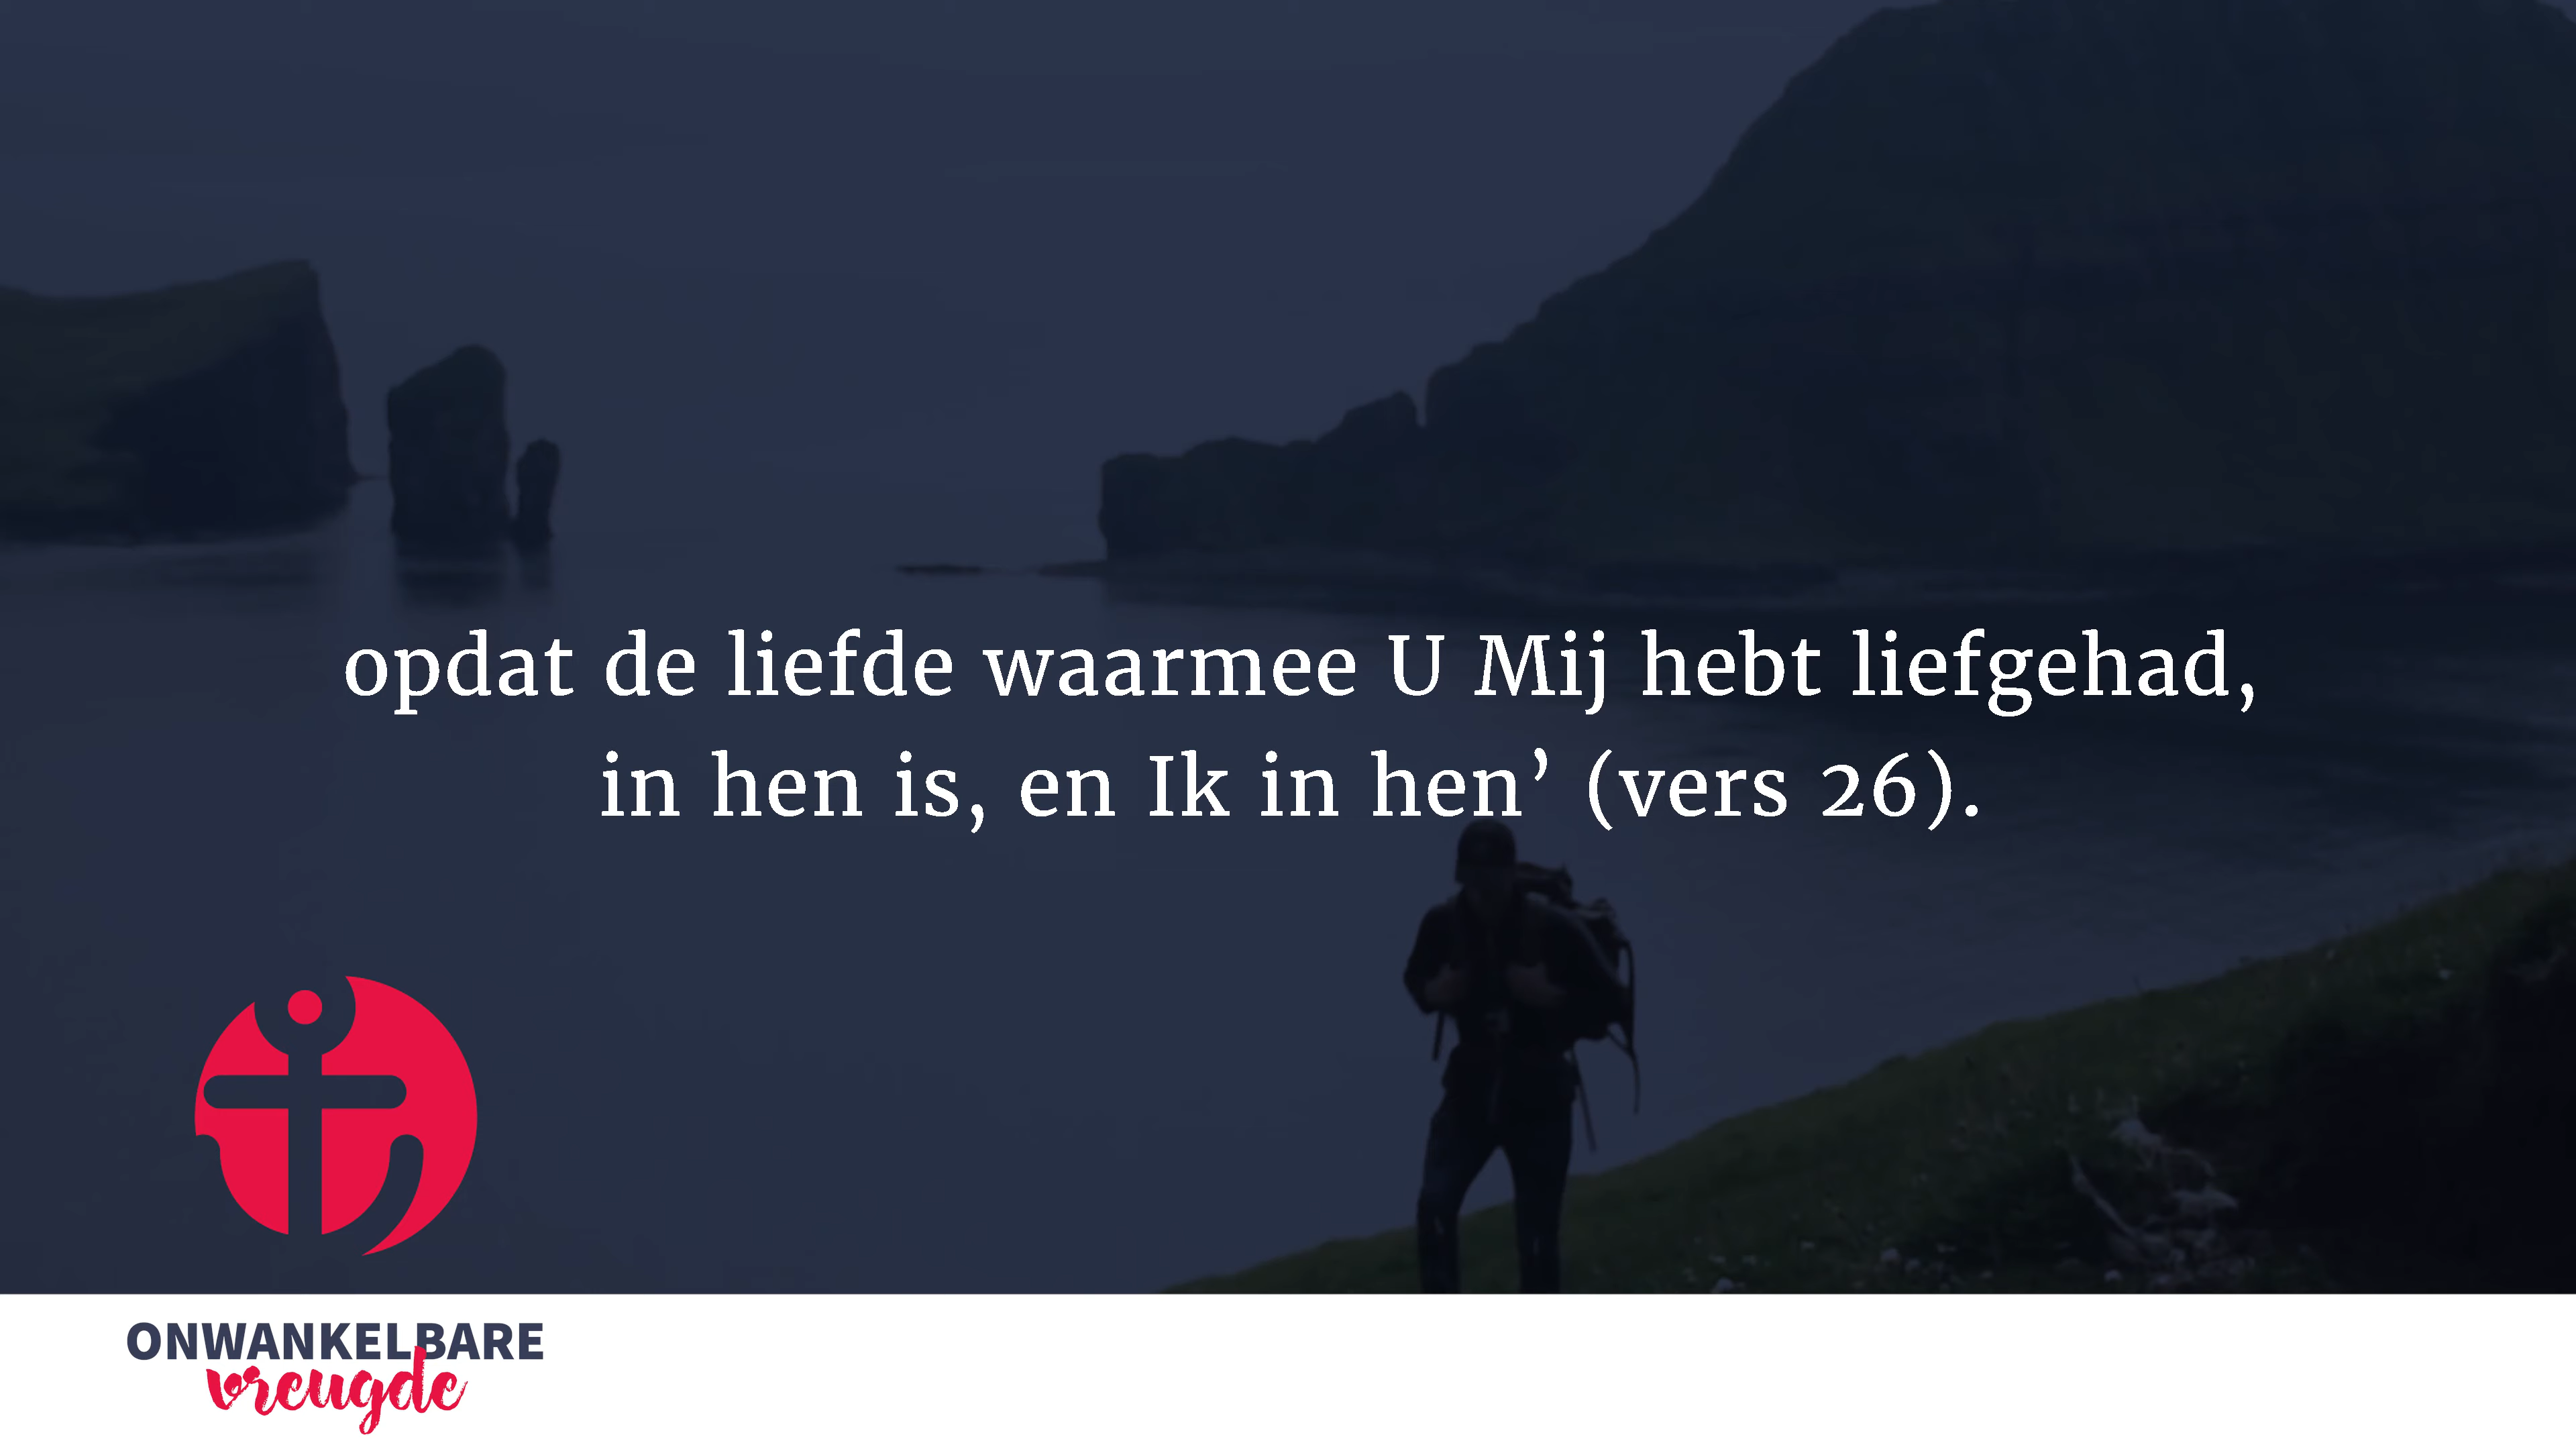 opdat de liefde waarmee U Mij hebt liefgehad,
in hen is, en Ik in hen’ (vers 26).
ONWANKELBARE
vreugde